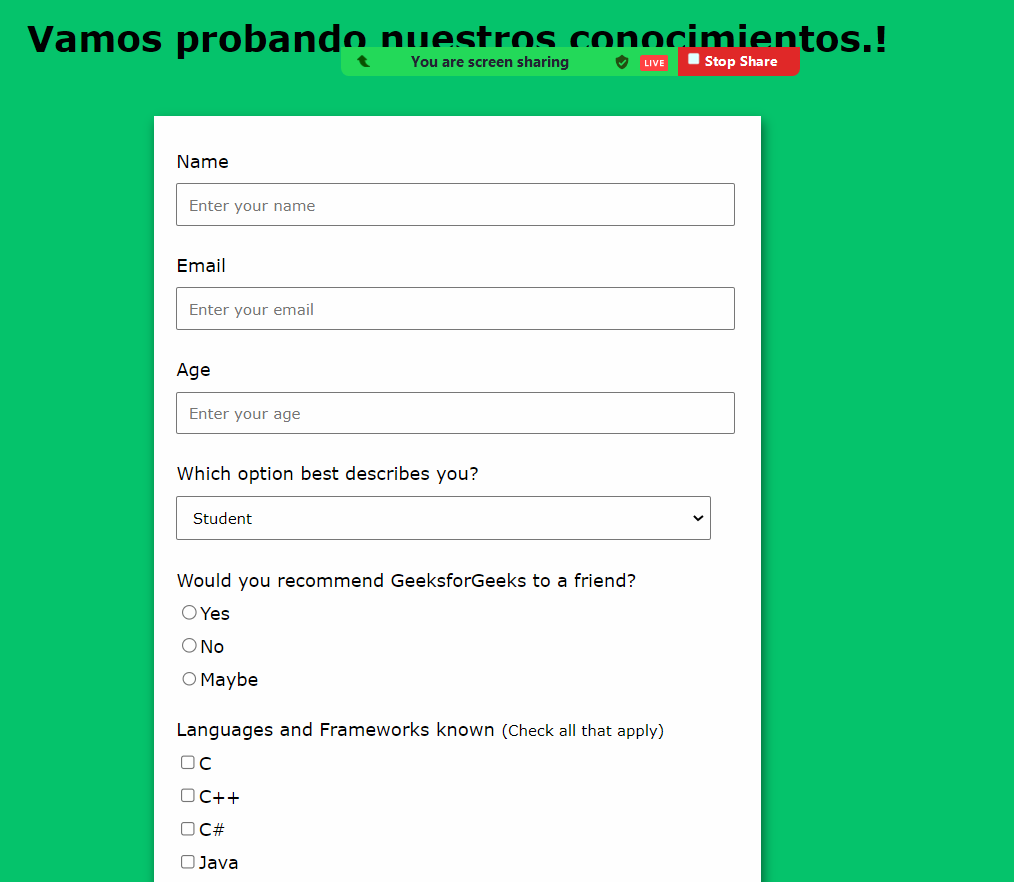 Vamos probando nuestros conocimientos.!
You are screen sharing LIVE Stop Share
Name
Enter your name
Email
Enter your email
Age
Enter your age
Which option best describes you?
Student
Would you recommend GeeksforGeeks to a friend?
Yes
No
Maybe
Languages and Frameworks known (Check all that apply)
C
C++
C#
Java